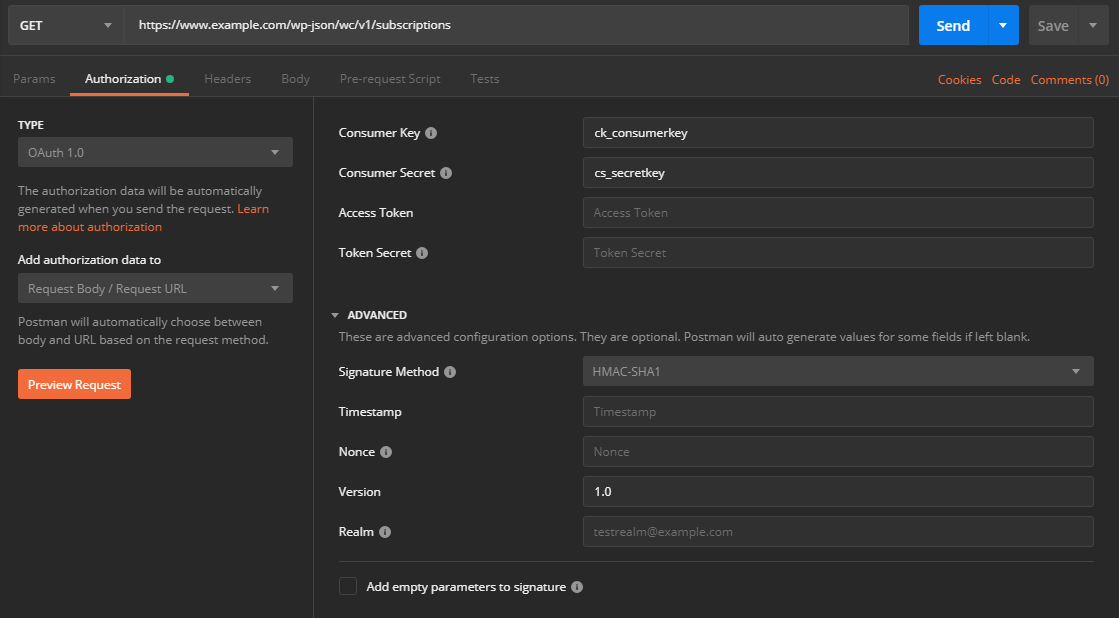 GET https://www.example.com/wp-json/wc/v1/subscriptions Send Save
Params Authorization Headers Body Pre-request Script Tests Cookies Code Comments (0)
TYPE
OAuth 1.0
The authorization data will be automatically
generated when you send the request. Learn
more about authorization
Add authorization data to
Request Body / Request URL
Postman will automatically choose between
body and URL based on the request method.
Preview Request
Consumer Key ck_consumerkey
Consumer Secret cs_secretkey
Access Token Access Token
Token Secret Token Secret
ADVANCED
These are advanced configuration options. They are optional. Postman will auto generate values for some fields if left blank.
Signature Method HMAC-SHA1
Timestamp Timestamp
Nonce Nonce
Version 1.0
Realm testrealm@example.com
Add empty parameters to signature